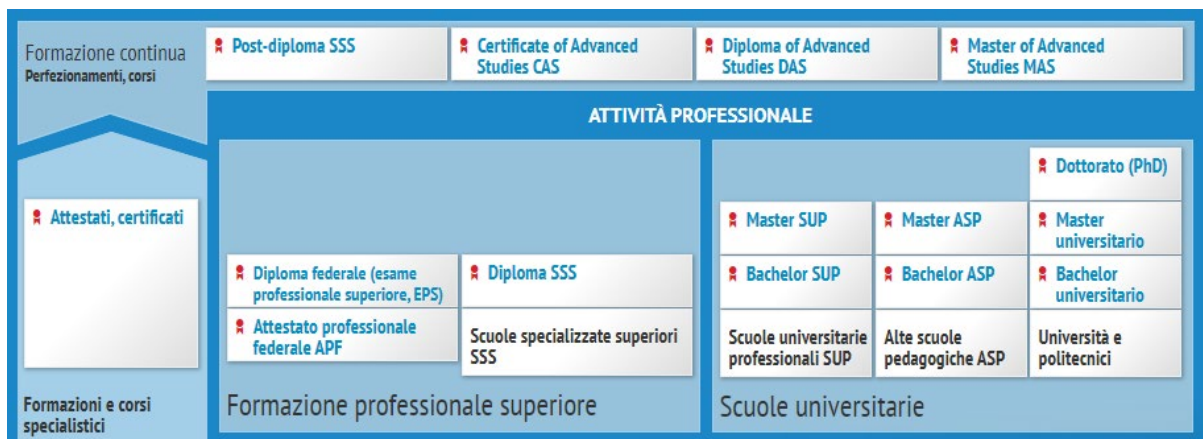 Formazione continua
Perfezionamenti, corsi
Post-diploma SSS
Certificate of Advanced
Studies CAS
Diploma of Advanced
Studies DAS
Master of Advanced
Studies MAS
ATTIVITÀ PROFESSIONALE
Attestati, certificati
Formazioni e corsi
specialistici
Diploma federale (esame
professionale superiore, EPS)
Attestato professionale
federale APF
Diploma SSS
Scuole specializzate superiori
SSS
Formazione professionale superiore
Dottorato (PhD)
Master SUP
Master ASP
Master
universitario
Bachelor SUP
Bachelor ASP
Bachelor
universitario
Scuole universitarie
professionali SUP
Alte scuole
pedagogiche ASP
Università e
politecnici
Scuole universitarie